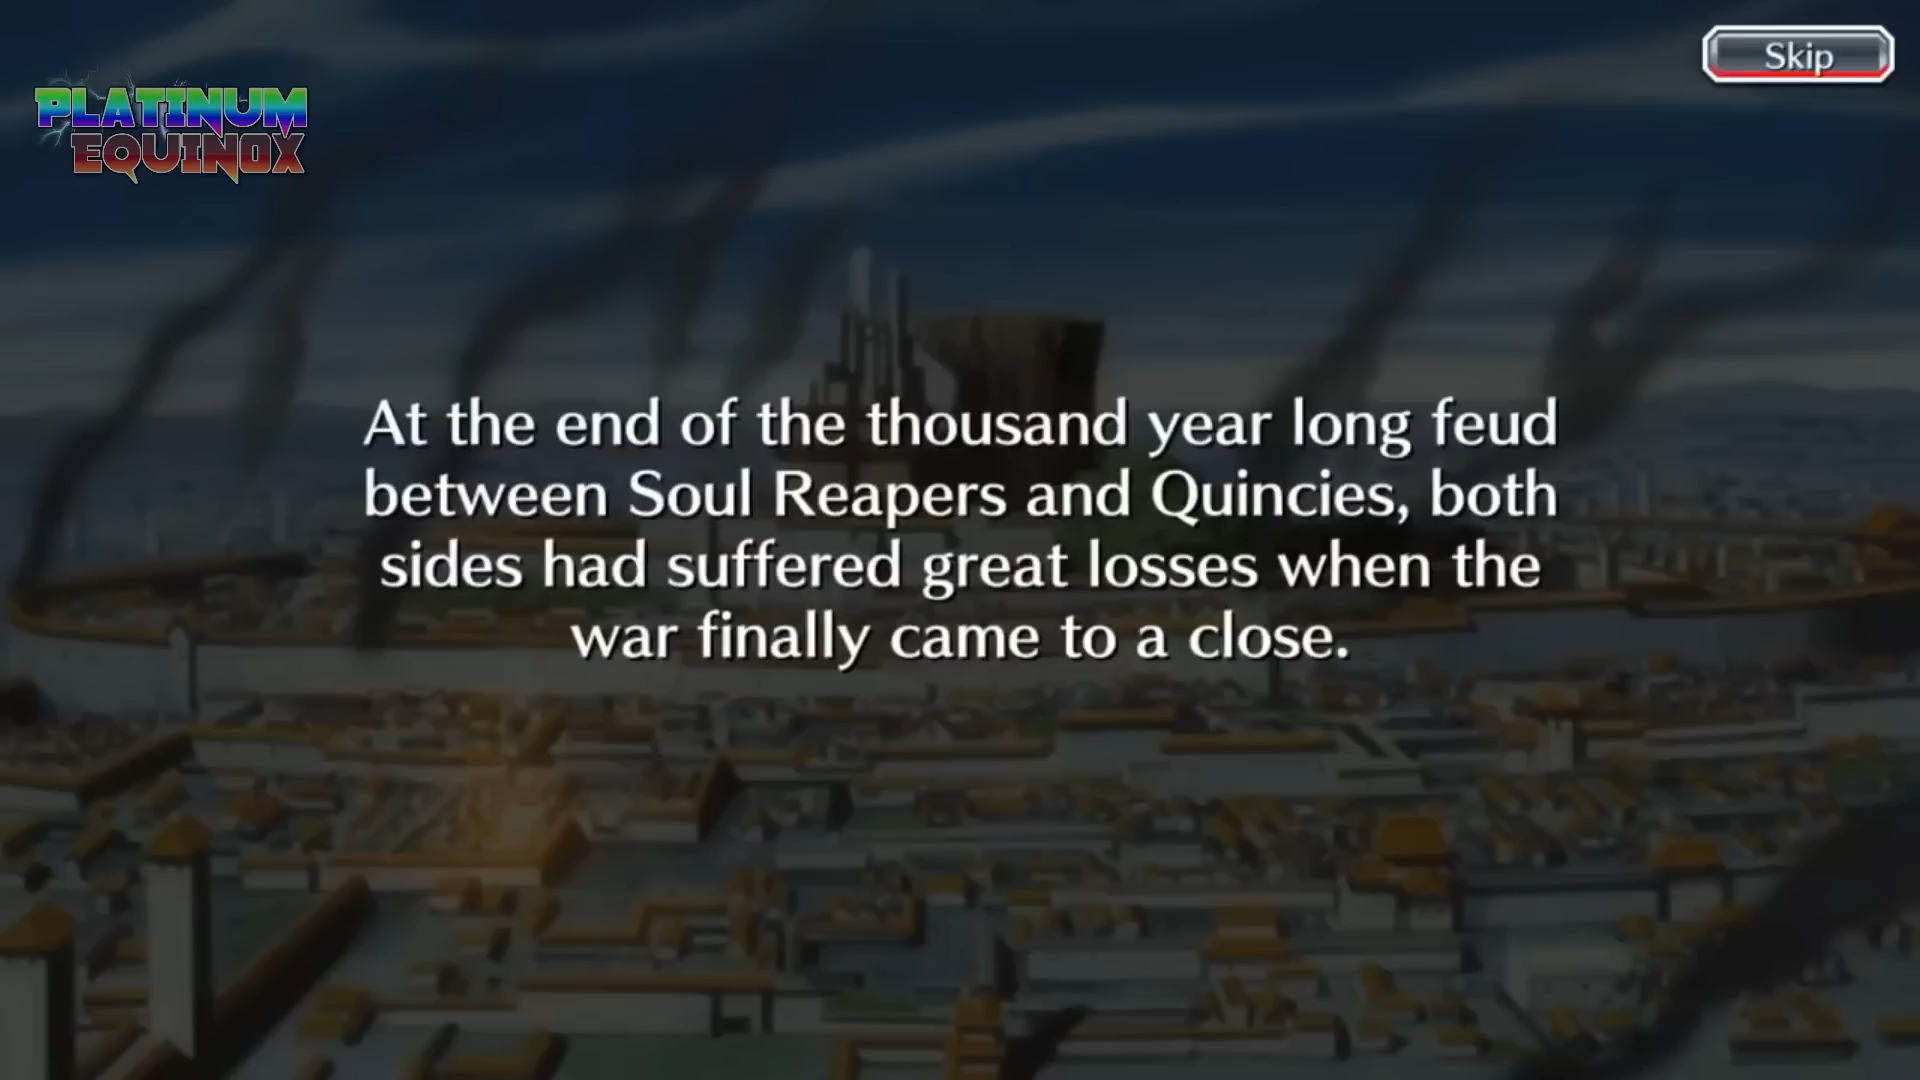 Skip
PLATINUM
EQUINOX
At the end of the thousand year long feud
between Soul Reapers and Quincies, both
sides had suffered great losses when the
war finally came to a close.